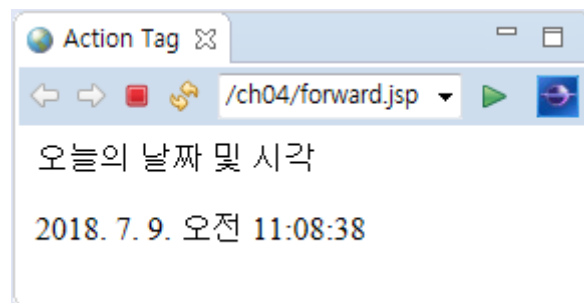 Action Tag
/ch04/forward.jsp
오늘의 날짜 및 시각
2018. 7. 9. 오전 11:08:38